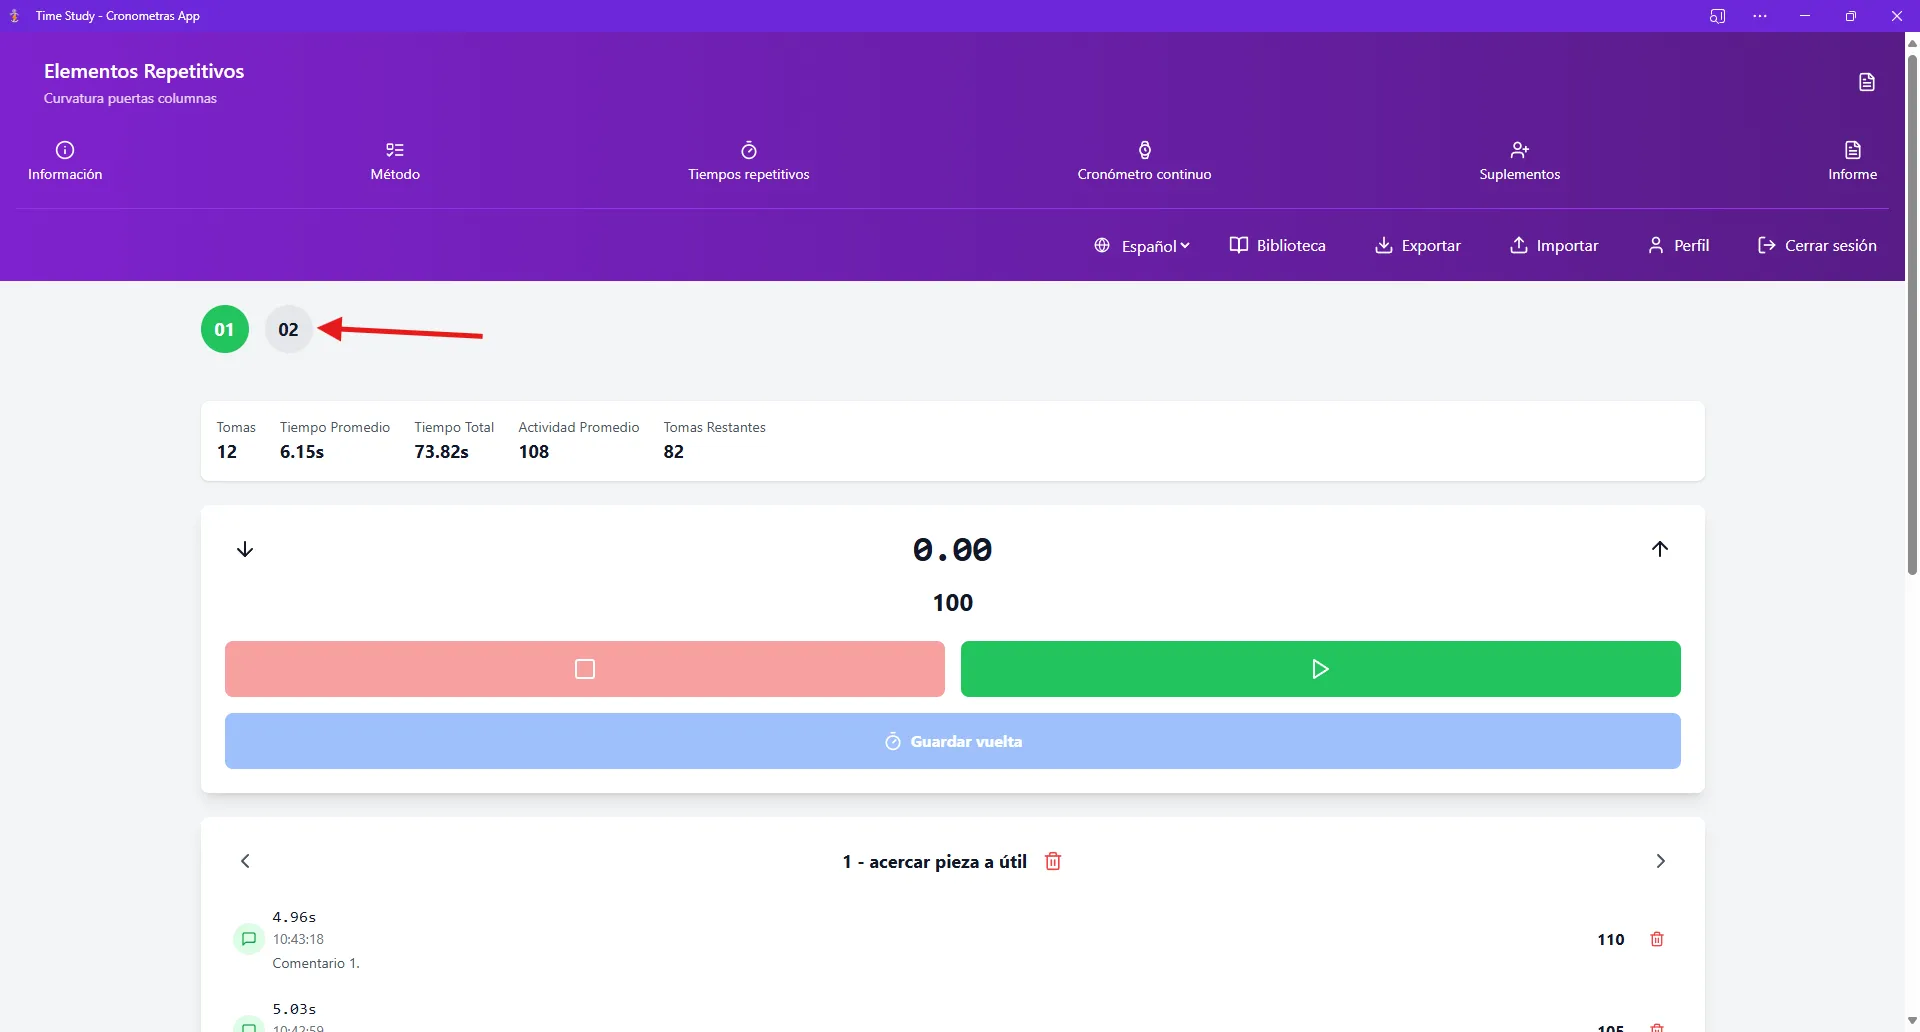 Time Study - Cronometras App
Elementos Repetitivos
Curvatura puertas columnas
Información
Método
Tiempos repetitivos
Cronómetro continuo
Suplementos
Informe
Español
Biblioteca
Exportar
Importar
Perfil
Cerrar sesión
01
02
Tomas
12
Tiempo Promedio
6.15s
Tiempo Total
73.82s
Actividad Promedio
108
Tomas Restantes
82
0.00
100
Guardar vuelta
1 - acercar pieza a útil
4.96s
10:43:18
Comentario 1.
110
5.03s
10:42:59
105